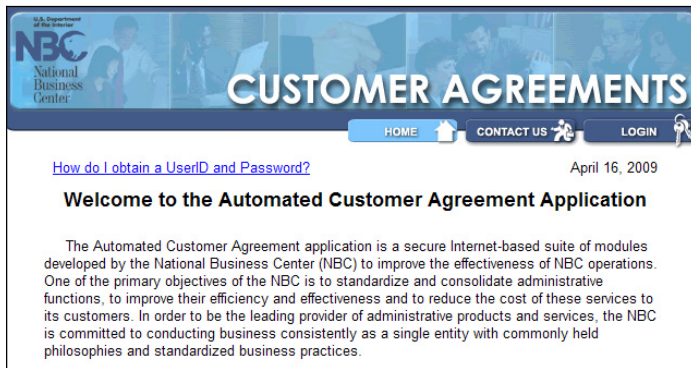 U.S. Department
of the Interior
NBC
National
Business
Center
CUSTOMER AGREEMENTS
HOME
CONTACT US
LOGIN
How do I obtain a UserID and Password?
April 16, 2009
Welcome to the Automated Customer Agreement Application
The Automated Customer Agreement application is a secure Internet-based suite of modules
developed by the National Business Center (NBC) to improve the effectiveness of NBC operations.
One of the primary objectives of the NBC is to standardize and consolidate administrative
functions, to improve their efficiency and effectiveness and to reduce the cost of these services to
its customers. In order to be the leading provider of administrative products and services, the NBC
is committed to conducting business consistently as a single entity with commonly held
philosophies and standardized business practices.